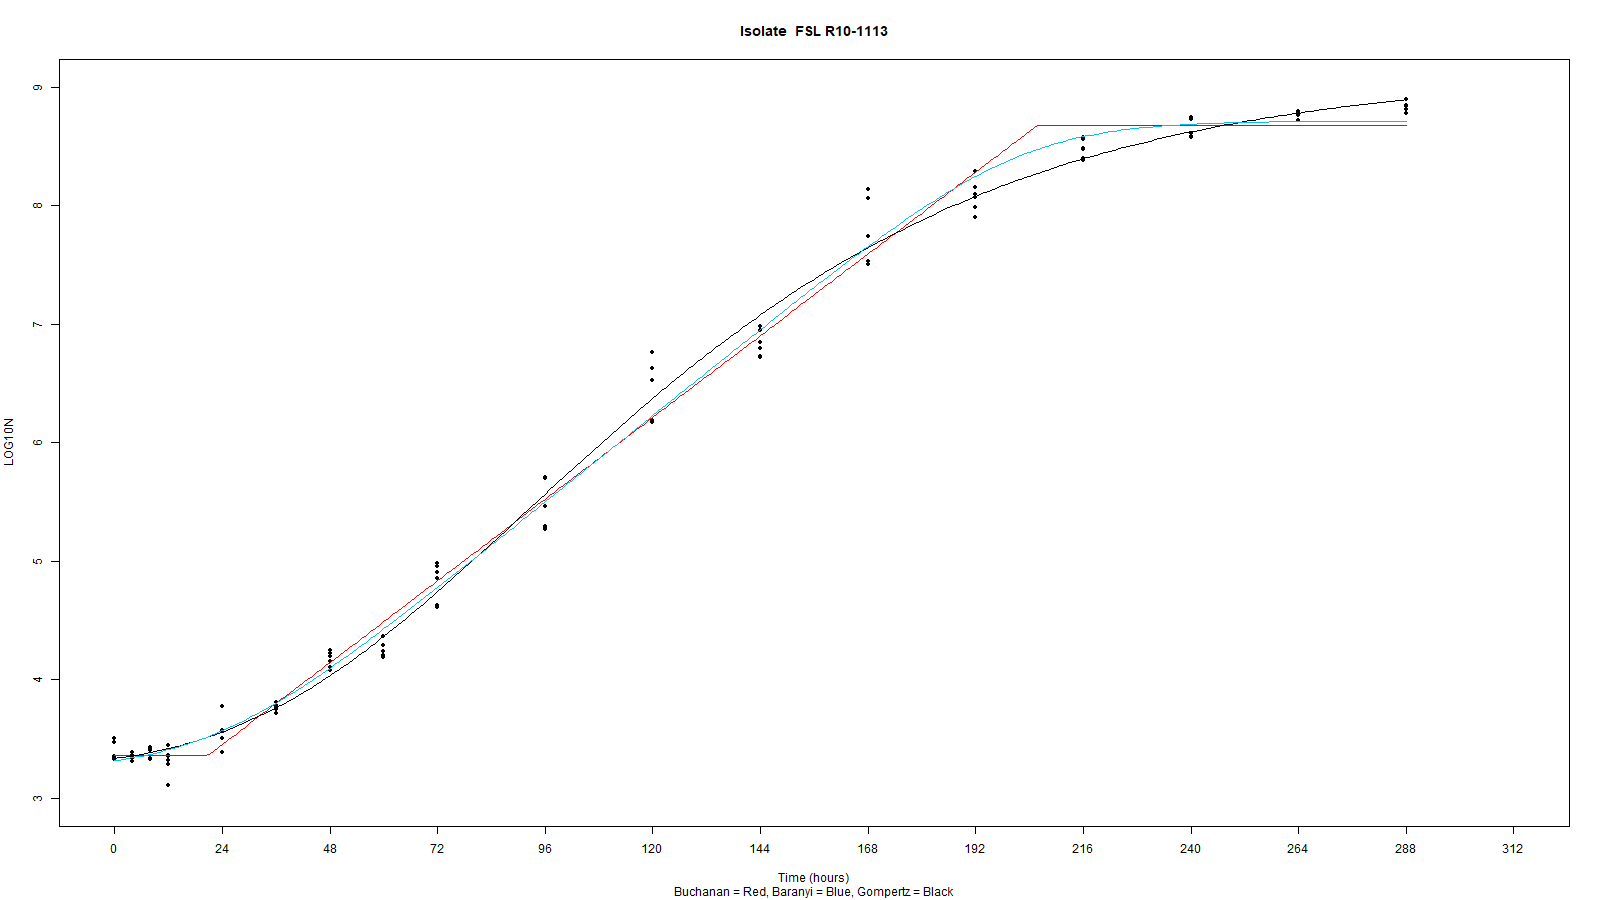 Isolate  FSL R10-1113
LOG10N
9
8
7
6
5
4
3
0 24 48 72 96 120 144 168 192 216 240 264 288 312
Time (hours)
Buchanan = Red, Baranyi = Blue, Gompertz = Black